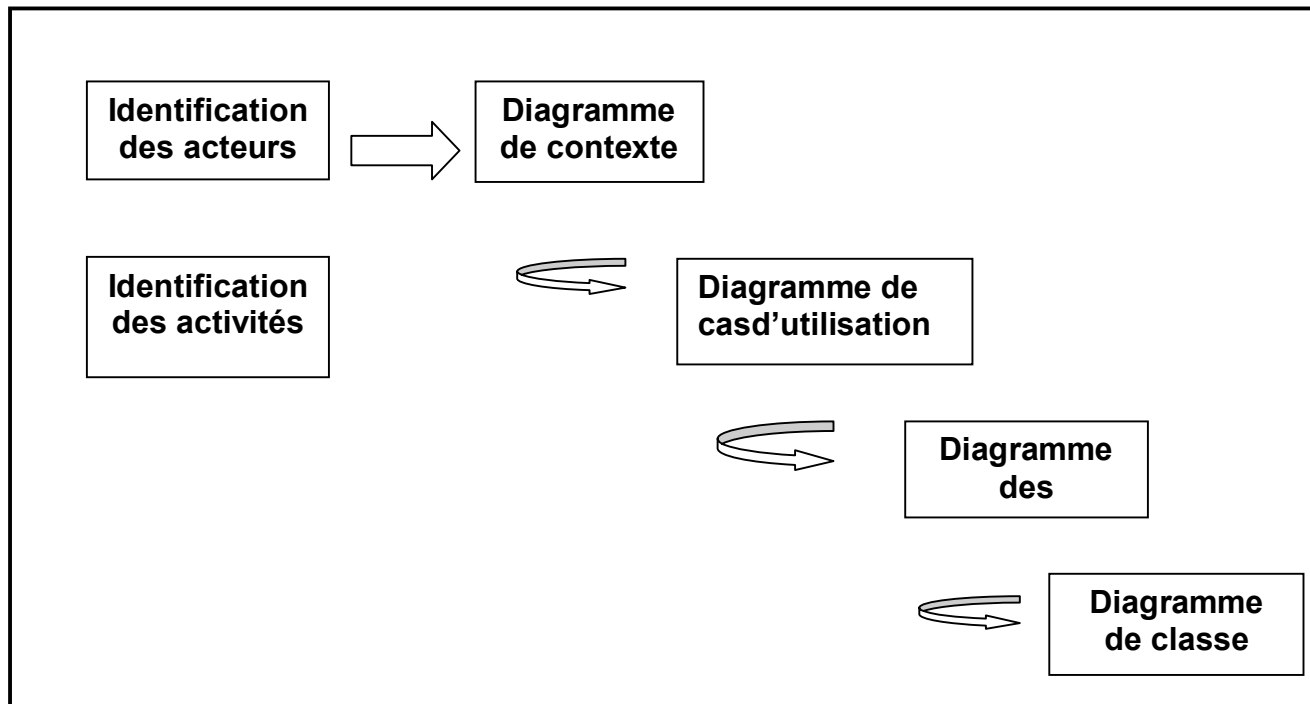 Identification
des acteurs
Diagramme
de contexte
Identification
des activités
Diagramme de
casd’utilisation
Diagramme
des
Diagramme
de classe